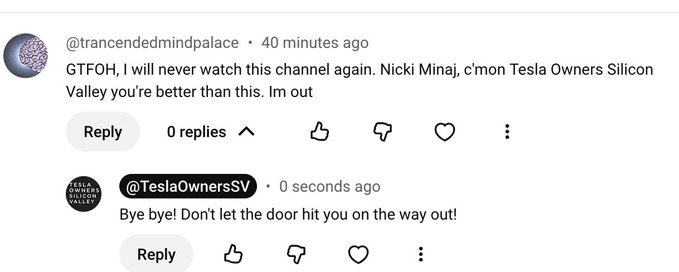 @trancendedmindpalace • 40 minutes ago
GTFOH, I will never watch this channel again. Nicki Minaj, c'mon Tesla Owners Silicon
Valley you're better than this. Im out
Reply 0 replies
TESLA
OWNERS
SILICON
VALLEY
@TeslaOwnersSV • 0 seconds ago
Bye bye! Don't let the door hit you on the way out!
Reply